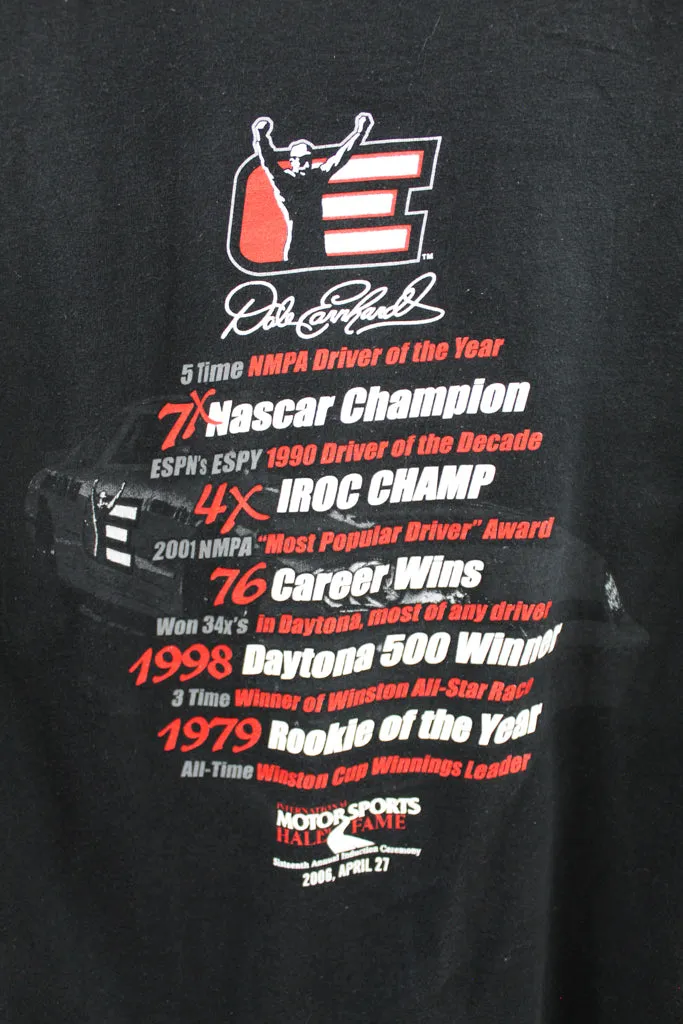 E
™
Dale Earnhardt
5 Time NMPA Driver of the Year
7X Nascar Champion
ESPN's ESPY 1990 Driver of the Decade
4X IROC CHAMP
E
2001 NMPA "Most Popular Driver" Award
76 Career Wins
Won 34x's in Daytona, most of any driver
1998 Daytona 500 Winner
3 Time Winner of Winston All-Star Race
1979 Rookie of the Year
All-Time Winston Cup Winnings Leader
INTERNATIONAL
MOTORSPORTS
HALL OF FAME
Sixteenth Annual Induction Ceremony
2006, APRIL 27